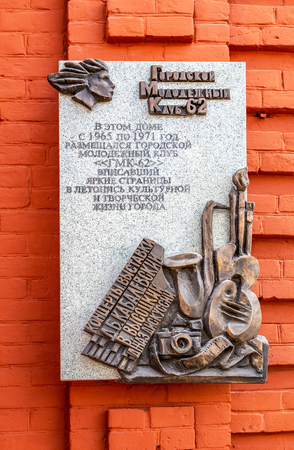 Городской
Молодежный
Клуб 62
В ЭТОМ ДОМЕ
С 1965 ПО 1971 ГОД
РАЗМЕЩАЛСЯ ГОРОДСКОЙ
МОЛОДЕЖНЫЙ КЛУБ
«ГМК-62»
ВПИСАВШИЙ
ЯРКИЕ СТРАНИЦЫ
В ЛЕТОПИСЬ КУЛЬТУРНОЙ
И ТВОРЧЕСКОЙ
ЖИЗНИ ГОРОДА